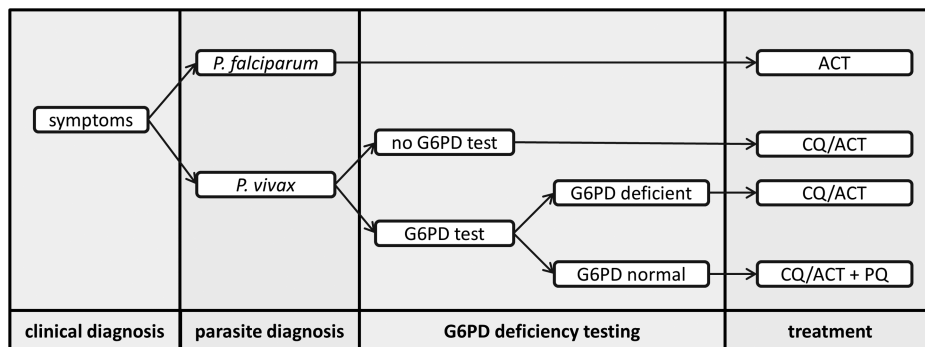 P. falciparum
ACT
symptoms
no G6PD test
CQ/ACT
P. vivax
G6PD deficient
CQ/ACT
G6PD test
G6PD normal
CQ/ACT + PQ
clinical diagnosis
parasite diagnosis
G6PD deficiency testing
treatment